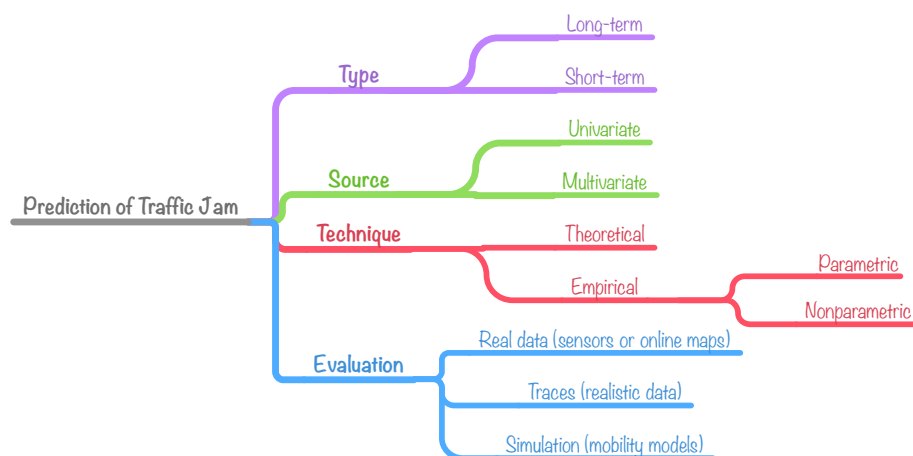 Prediction of Traffic Jam
Type
Long-term
Short-term
Source
Univariate
Multivariate
Technique
Theoretical
Empirical
Parametric
Nonparametric
Evaluation
Real data (sensors or online maps)
Traces (realistic data)
Simulation (mobility models)